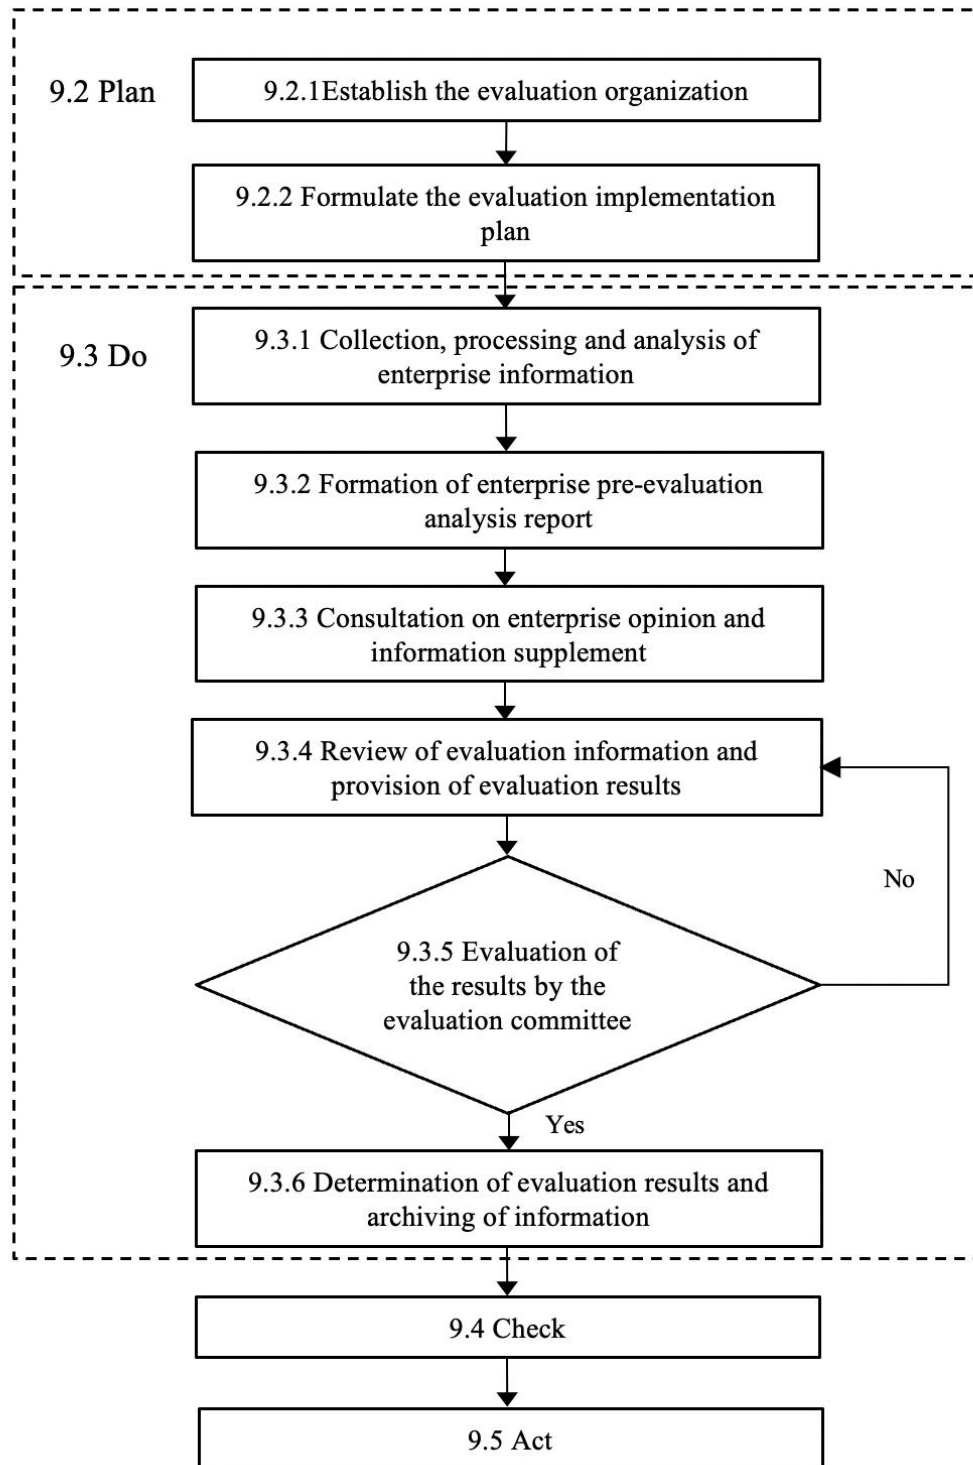 9.2 Plan
9.2.1Establish the evaluation organization
9.2.2 Formulate the evaluation implementation
plan
9.3 Do
9.3.1 Collection, processing and analysis of
enterprise information
9.3.2 Formation of enterprise pre-evaluation
analysis report
9.3.3 Consultation on enterprise opinion and
information supplement
9.3.4 Review of evaluation information and
provision of evaluation results
No
9.3.5 Evaluation of
the results by the
evaluation committee
Yes
9.3.6 Determination of evaluation results and
archiving of information
9.4 Check
9.5 Act